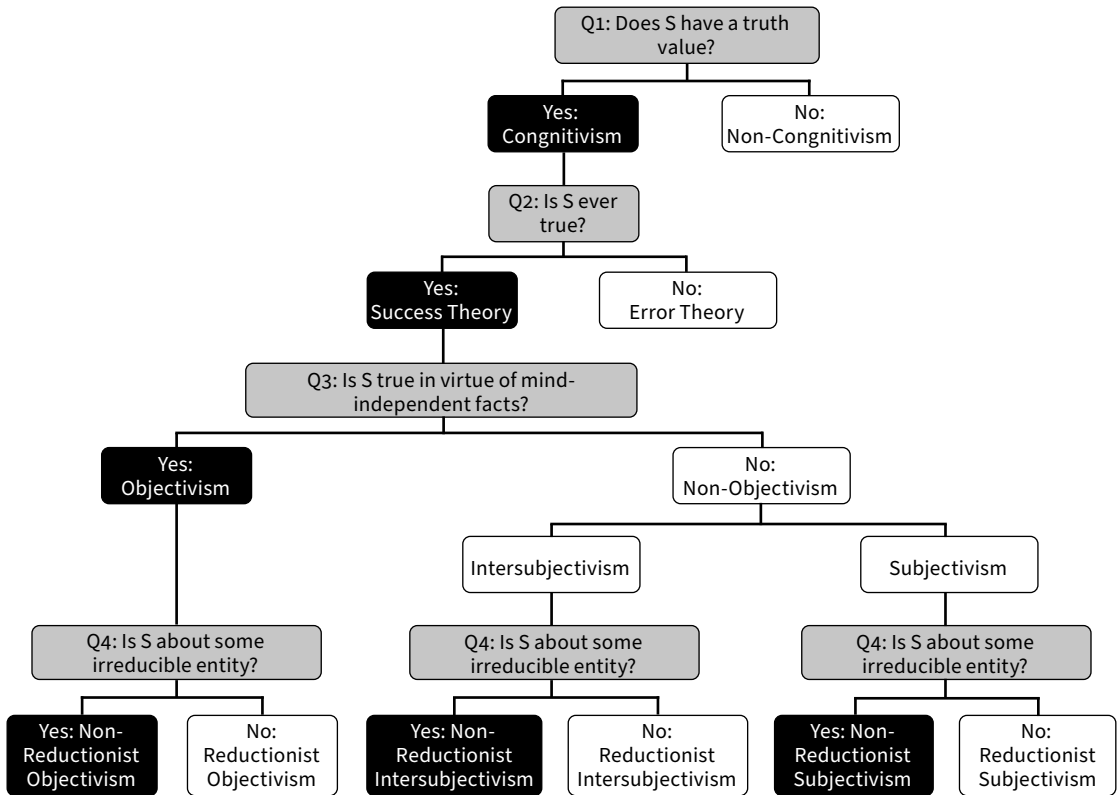 Q1: Does S have a truth
value?
Yes:
Congnitivism
No:
Non-Congnitivism
Q2: Is S ever
true?
Yes:
Success Theory
No:
Error Theory
Q3: Is S true in virtue of mind-
independent facts?
Yes:
Objectivism
No:
Non-Objectivism
Intersubjectivism
Subjectivism
Q4: Is S about some
irreducible entity?
Q4: Is S about some
irreducible entity?
Q4: Is S about some
irreducible entity?
Yes: Non-
Reductionist
Objectivism
No:
Reductionist
Objectivism
Yes: Non-
Reductionist
Intersubjectivism
No:
Reductionist
Intersubjectivism
Yes: Non-
Reductionist
Subjectivism
No:
Reductionist
Subjectivism